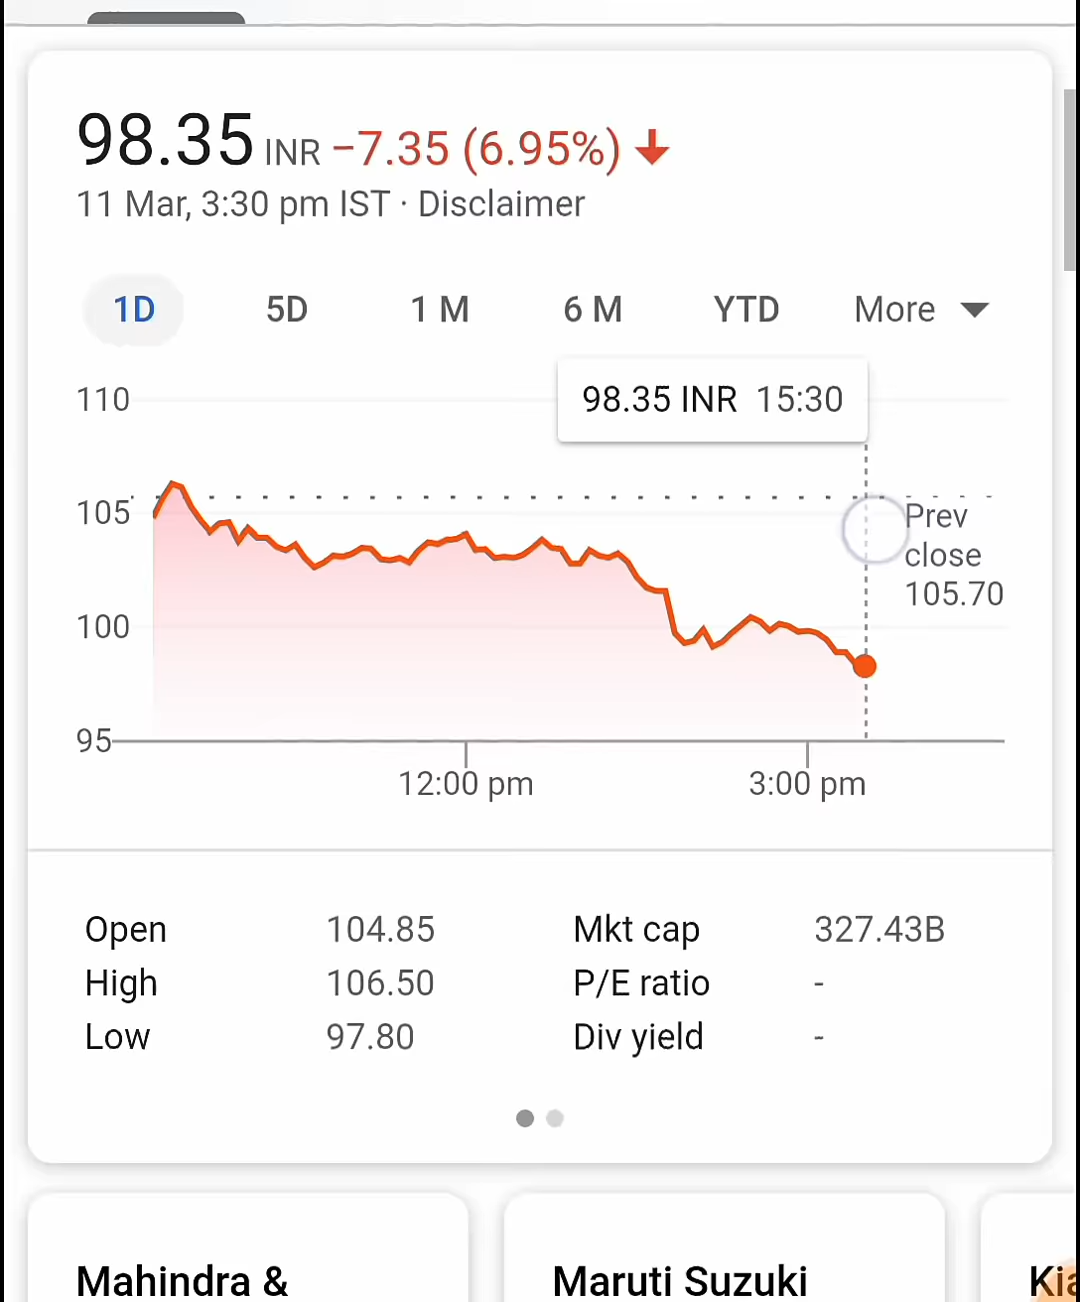 98.35 INR −7.35 (6.95%)
11 Mar, 3:30 pm IST · Disclaimer
1D 5D 1 M 6 M YTD More
98.35 INR 15:30
110
105
100
95
Prev
close
105.70
12:00 pm 3:00 pm
Open 104.85 Mkt cap 327.43B
High 106.50 P/E ratio -
Low 97.80 Div yield -
Mahindra & Maruti Suzuki